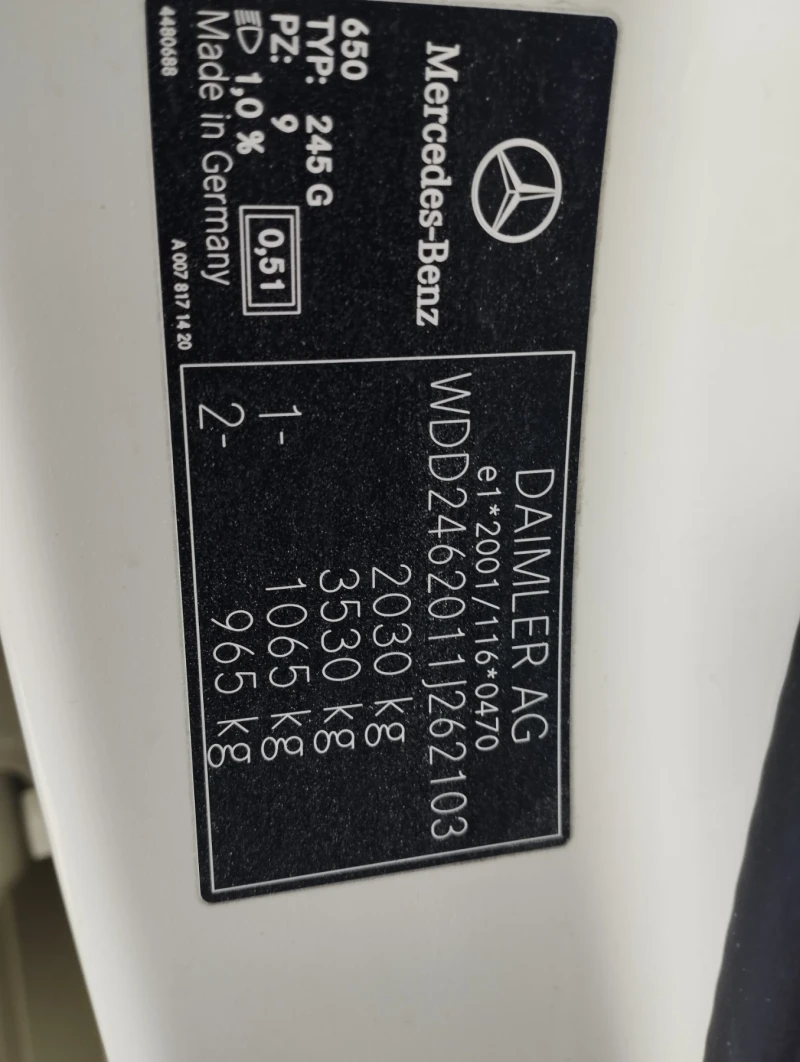 Mercedes-Benz
650
TYP: 245 G
PZ: 9
1,0 %
0,51
Made in Germany
4480688
A 007 817 14 20
DAIMLER AG
e1*2001/116*0470
WDD2462011J262103
2030 kg
3530 kg
1- 1065 kg
2- 965 kg